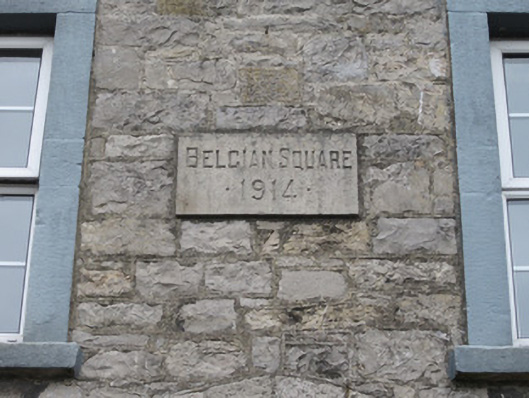 BELGIAN SQUARE
· 1914 ·